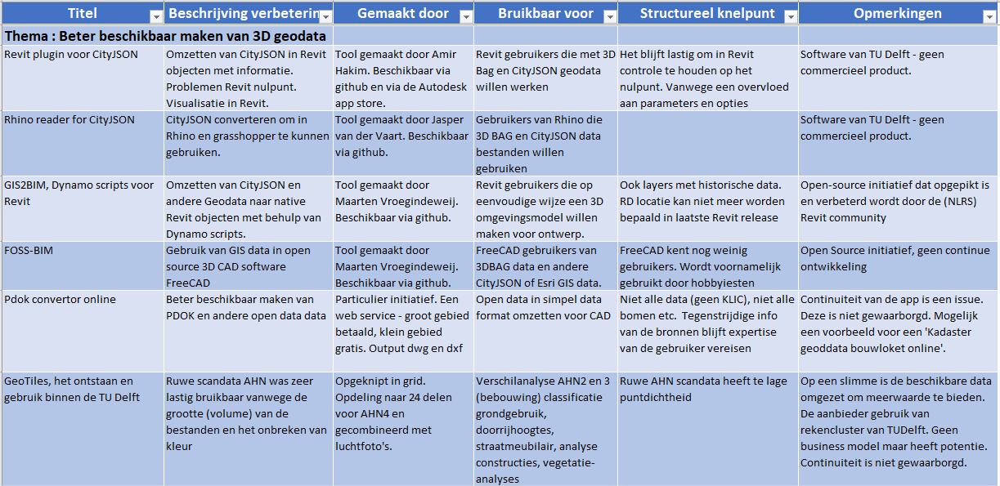 Titel
Beschrijving verbeterin
Gemaakt door
Bruikbaar voor
Structureel knelpunt
Opmerkingen
Thema : Beter beschikbaar maken van 3D geodata
Revit plugin voor CityJSON
Omzetten van CityJSON in Revit
objecten met informatie.
Problemen Revit nulpunt.
Visualisatie in Revit.
Tool gemaakt door Amir
Hakim. Beschikbaar via
github en via de Autodesk
app store.
Revit gebruikers die met 3D
Bag en CityJSON geodata
willen werken
Het blijft lastig om in Revit
controle te houden op het
nulpunt. Vanwege een overvloed
aan parameters en opties
Software van TU Delft - geen
commercieel product.
Rhino reader for CityJSON
CityJSON converteren om in
Rhino en grasshopper te kunnen
gebruiken.
Tool gemaakt door Jasper
van der Vaart. Beschikbaar
via github.
Gebruikers van Rhino die
3D BAG en CityJSON data
bestanden willen
gebruiken
Software van TU Delft - geen
commercieel product.
GIS2BIM, Dynamo scripts voor
Revit
Omzetten van CityJSON en
andere Geodata naar native
Revit objecten met behulp van
Dynamo scripts.
Tool gemaakt door
Maarten Vroegindeweij.
Beschikbaar via github.
Revit gebruikers die op
eenvoudige wijze een 3D
omgevingsmodel willen
maken voor ontwerp.
Ook layers met historische data.
RD locatie kan niet meer worden
bepaald in laatste Revit release
Open-source initiatief dat opgepikt is
en verbeterd wordt door de (NLRS)
Revit community
FOSS-BIM
Gebruik van GIS data in open
source 3D CAD software
FreeCAD
Tool gemaakt door
Maarten Vroegindeweij.
Beschikbaar via github.
FreeCAD gebruikers van
3DBAG data en andere
CityJSON of Esri GIS data.
FreeCAD kent nog weinig
gebruikers. Wordt voornamelijk
gebruikt door hobbyiesten
Open Source initiatief, geen continue
ontwikkeling
Pdok convertor online
Beter beschikbaar maken van
PDOK en andere open data data
Particulier initiatief. Een
web service - groot gebied
betaald, klein gebied
gratis. Output dwg en dxf
Open data in simpel data
format omzetten voor CAD
Niet alle data (geen KLIC), niet alle
bomen etc. Tegenstrijdige info
van de bronnen blijft expertise
van de gebruiker vereisen
Continuiteit van de app is een issue.
Deze is niet gewaarborgd. Mogelijk
een voorbeeld voor een 'Kadaster
geoddata bouwloket online'.
GeoTiles, het ontstaan en
gebruik binnen de TU Delft
Ruwe scandata AHN was zeer
lastig bruikbaar vanwege de
grootte (volume) van de
bestanden en het onbreken van
kleur
Opgeknipt in grid.
Opdeling naar 24 delen
voor AHN4 en
gecombineerd met
luchtfoto's.
Verschilanalyse AHN2 en 3
(bebouwing) classificatie
grondgebruik,
doorrijhoogtes,
straatmeubilair, analyse
constructies, vegetatie-
analyses
Ruwe AHN scandata heeft te lage
puntdichtheid
Op een slimme is de beschikbare data
omgezet om meerwaarde te bieden.
De aanbieder gebruik van
rekencluster van TUDelft. Geen
business model maar heeft potentie.
Continuiteit is niet gewaarborgd.